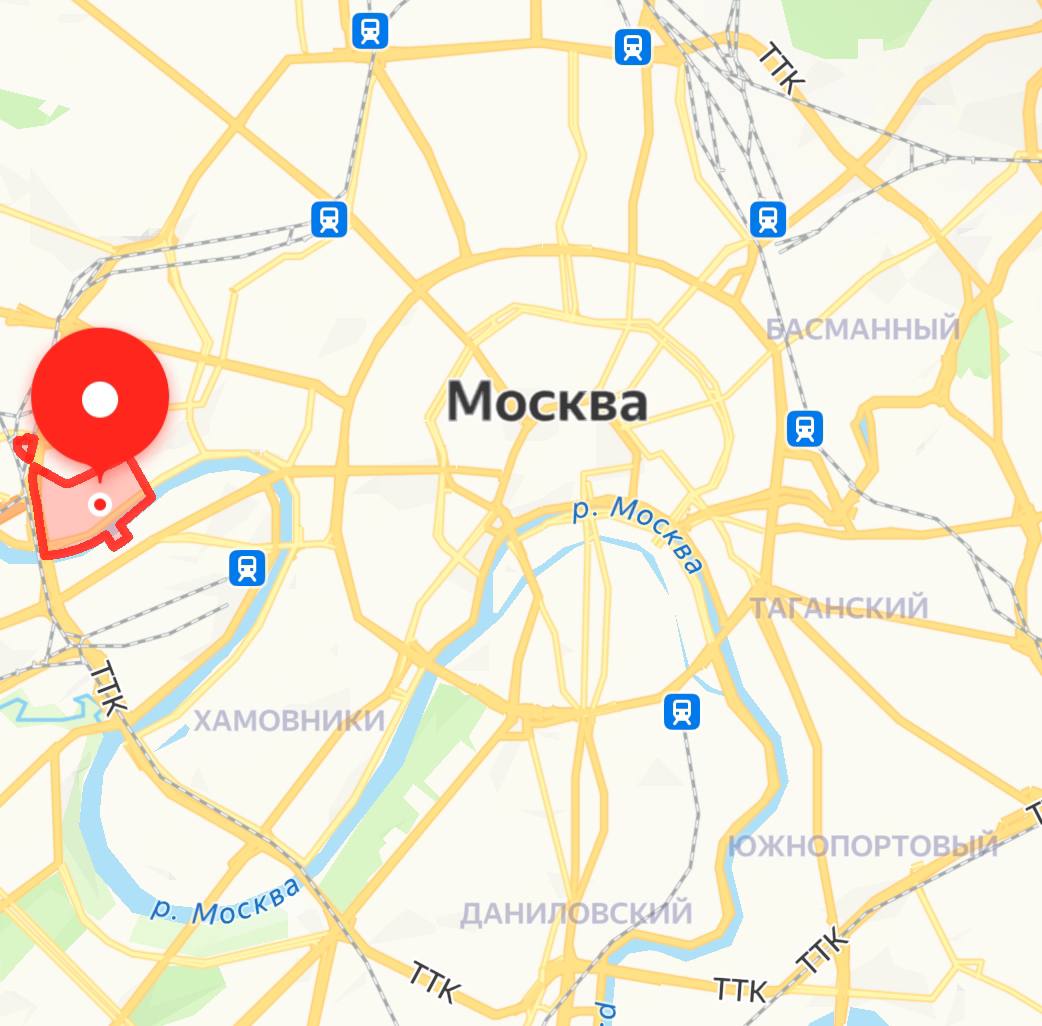 ТТК
БАСМАННЫЙ
Москва
р. Москва
ТАГАНСКИЙ
ТТК
ХАМОВНИКИ
ЮЖНОПОРТОВЫЙ
р. Москва
ДАНИЛОВСКИЙ
ТТК
ТТК
ТТК